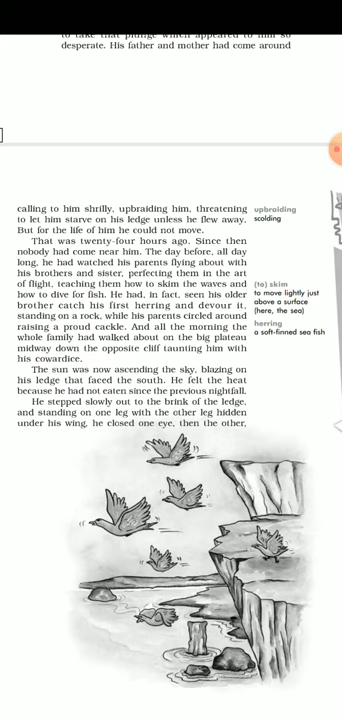 to take that plunge which appeared to him so
desperate. His father and mother had come around
calling to him shrilly, upbraiding him, threatening
to let him starve on his ledge unless he flew away.
But for the life of him he could not move.
That was twenty-four hours ago. Since then
nobody had come near him. The day before, all day
long, he had watched his parents flying about with
his brothers and sister, perfecting them in the art
of flight, teaching them how to skim the waves and
how to dive for fish. He had, in fact, seen his older
brother catch his first herring and devour it,
standing on a rock, while his parents circled around
raising a proud cackle. And all the morning the
whole family had walked about on the big plateau
midway down the opposite cliff taunting him with
his cowardice.
The sun was now ascending the sky, blazing on
his ledge that faced the south. He felt the heat
because he had not eaten since the previous nightfall.
He stepped slowly out to the brink of the ledge,
and standing on one leg with the other leg hidden
under his wing, he closed one eye, then the other,
upbraiding
scolding
(to) skim
to move lightly just
above a surface
(here, the sea)
herring
a soft-finned sea fish